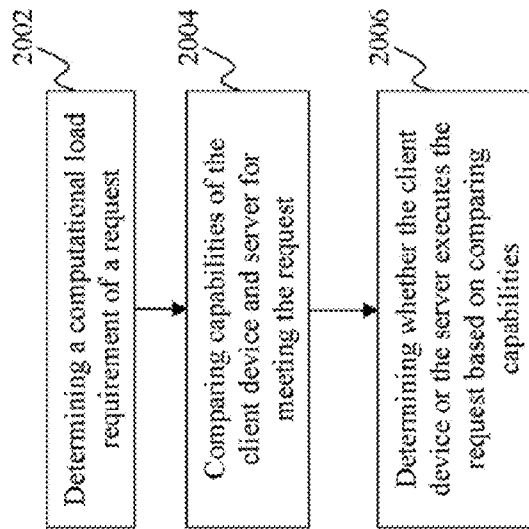 2002
Determining a computational load
requirement of a request
2004
Comparing capabilities of the
client device and server for
meeting the request
2006
Determining whether the client
device or the server executes the
request based on comparing
capabilities